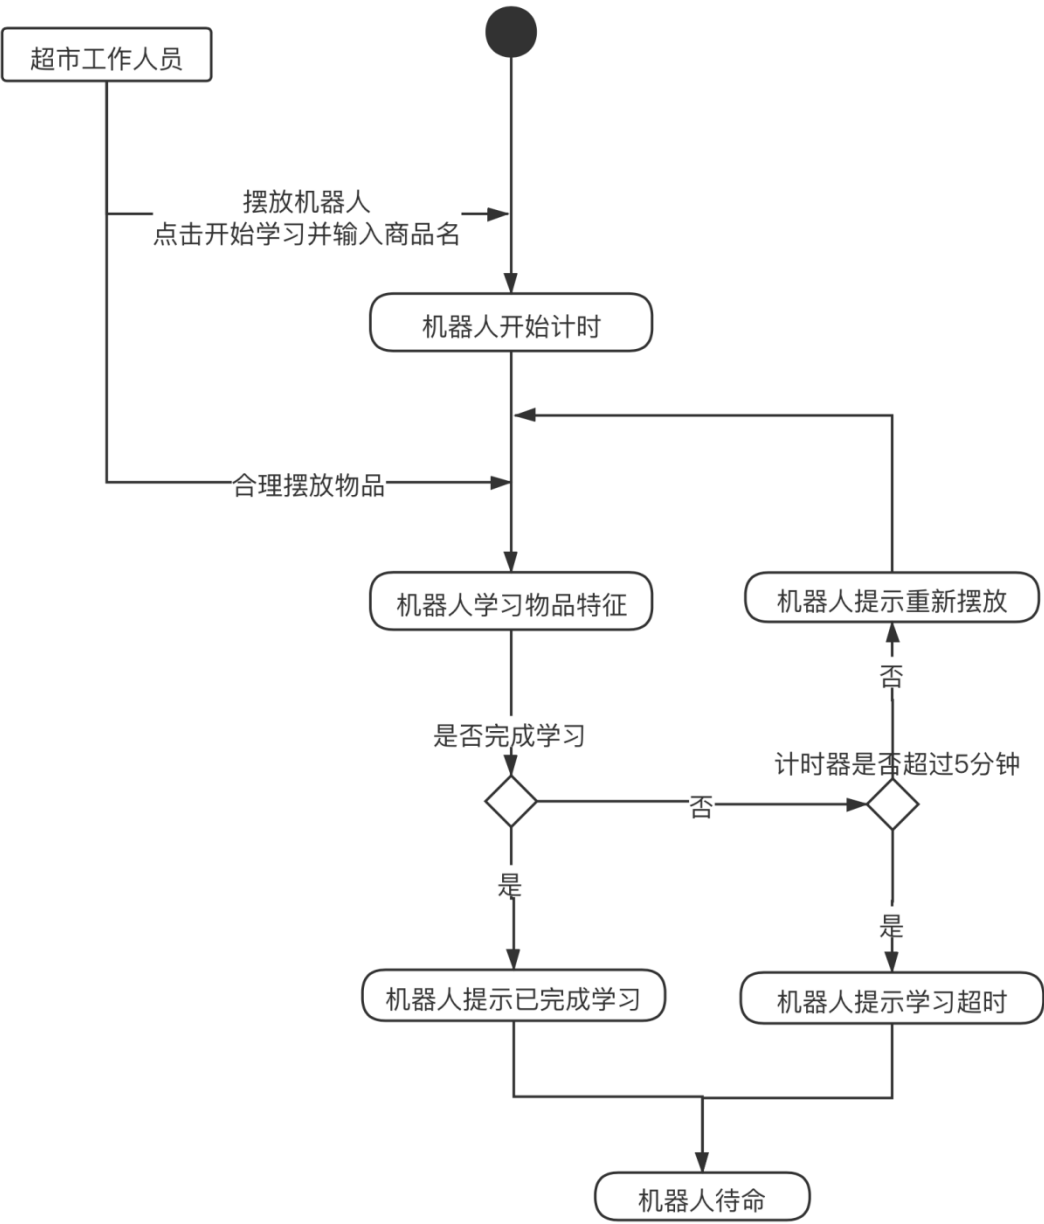 超市工作人员
摆放机器人
点击开始学习并输入商品名
机器人开始计时
合理摆放物品
机器人学习物品特征
机器人提示重新摆放
否
是否完成学习
计时器是否超过5分钟
否
是
是
机器人提示已完成学习
机器人提示学习超时
机器人待命